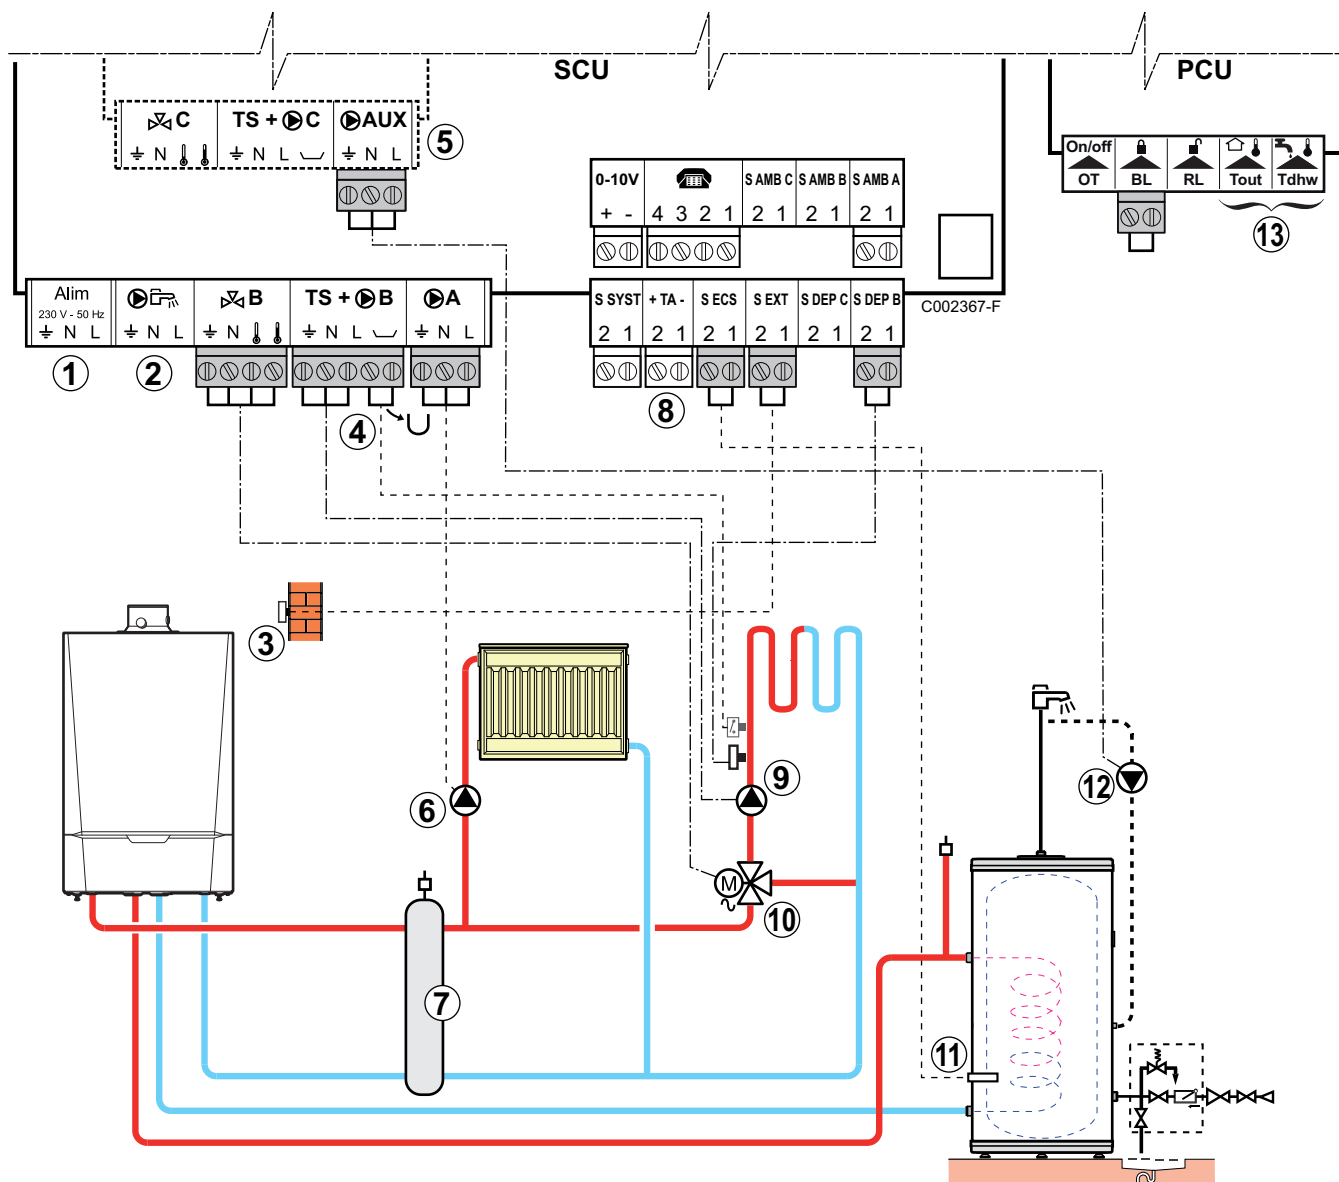 SCU
PCU
C
TS + C
AUX
N
N L
N L
5
On/off
OT
BL
RL
Tout
Tdhw
13
0-10V
S AMB C
S AMB B
S AMB A
+ -
4 3 2 1
2 1
2 1
2 1
C002367-F
Alim
230 V - 50 Hz
N L
N L
B
N
TS + B
N L
A
N L
S SYST
+ TA -
S ECS
S EXT
S DEP C
S DEP B
2 1
2 1
2 1
2 1
2 1
2 1
1
2
4
8
3
6
9
12
M
10
7
11